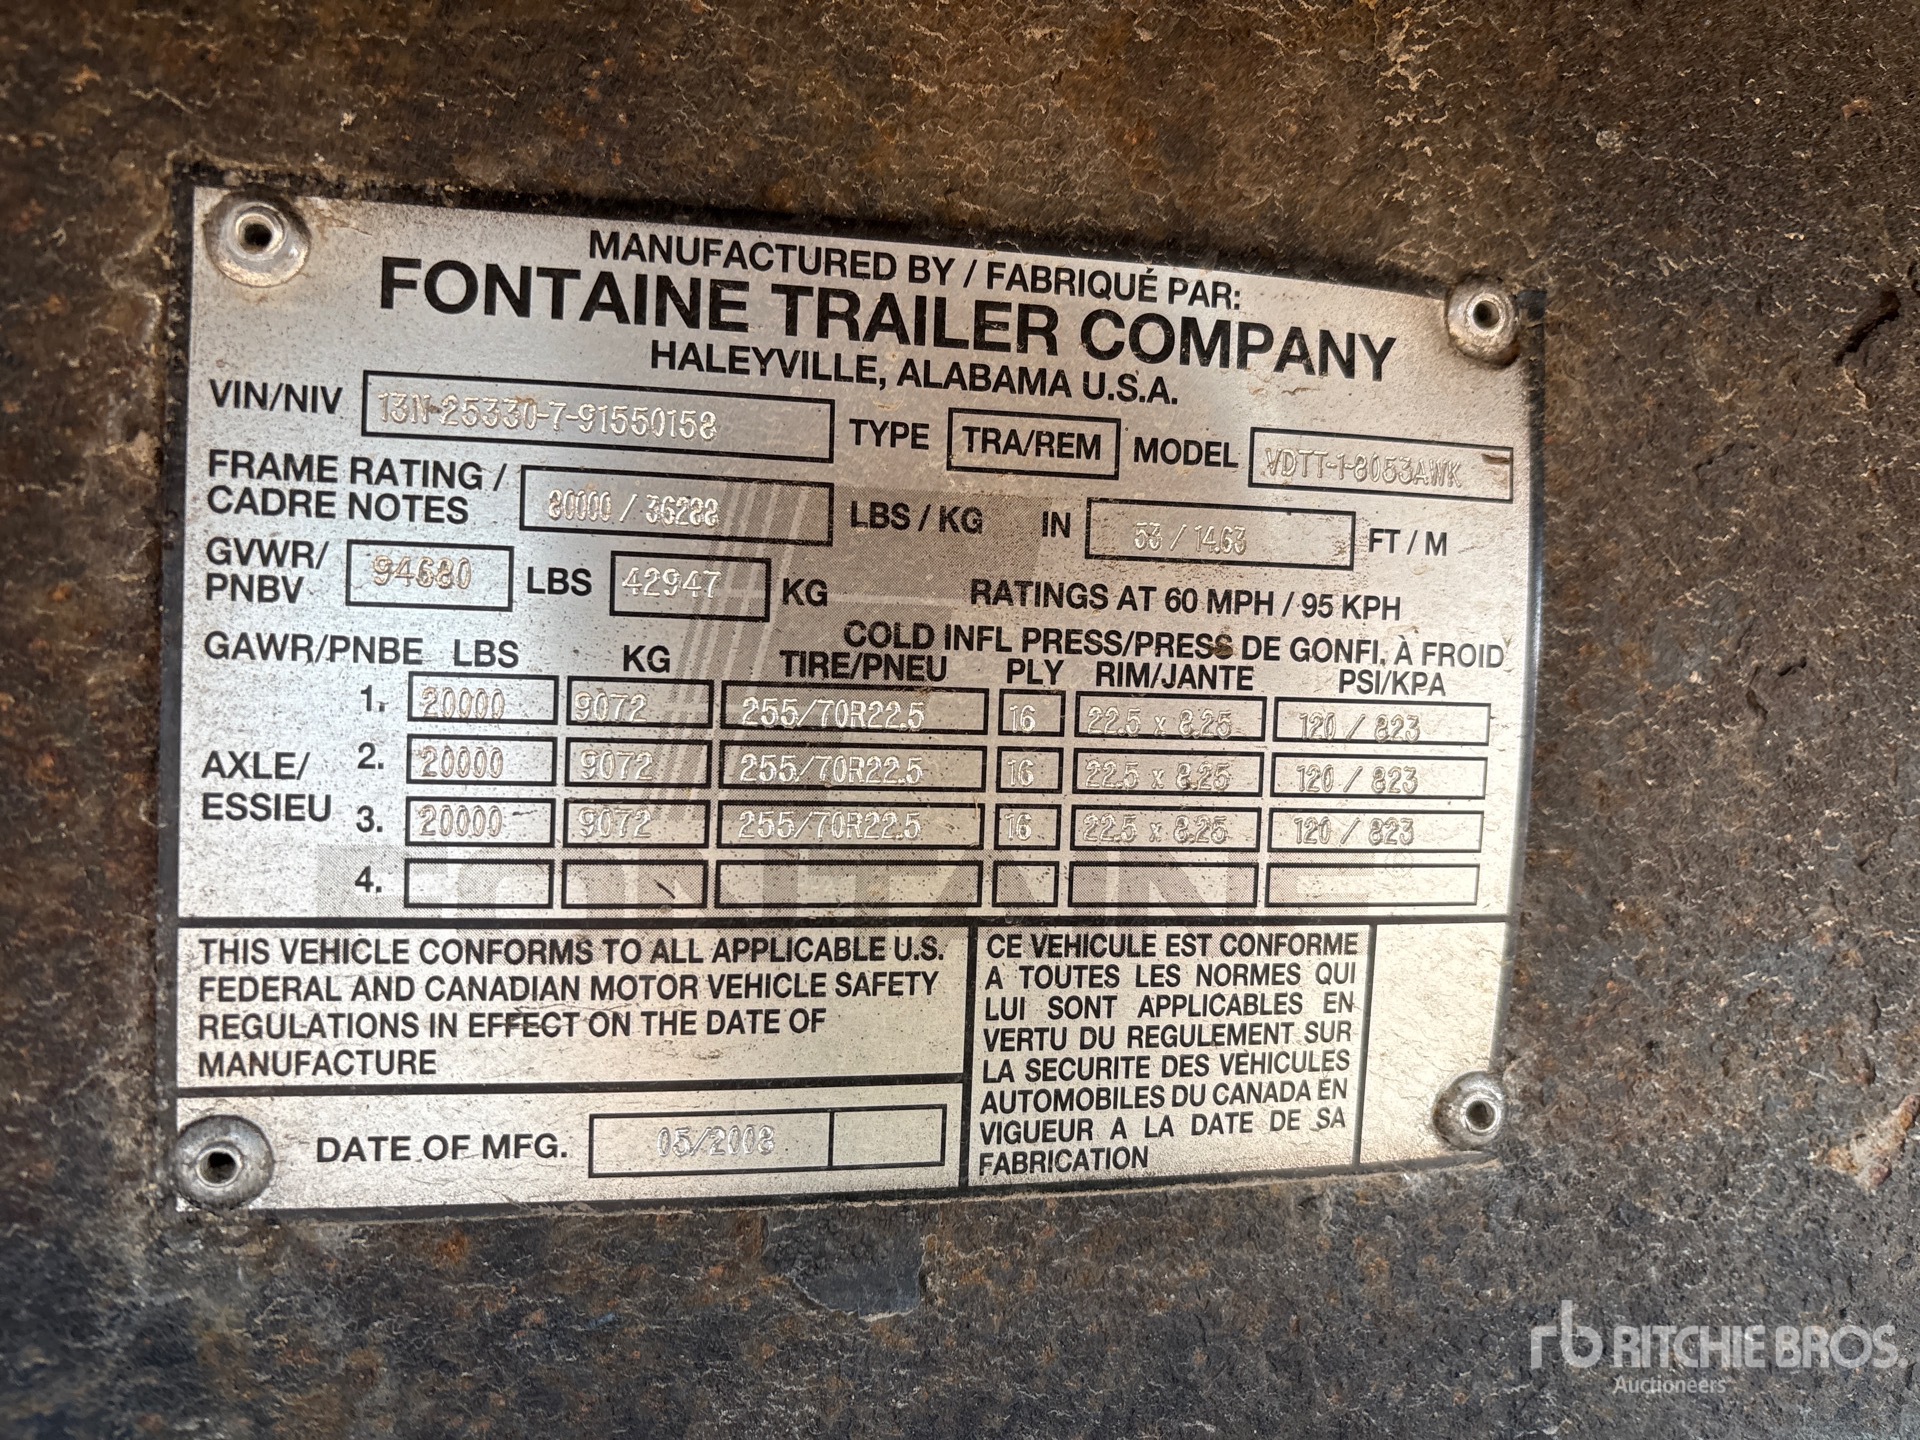 MANUFACTURED BY / FABRIQUÉ PAR:
FONTAINE TRAILER COMPANY
HALEYVILLE, ALABAMA U.S.A.
VIN/NIV 13N-25330-7-91550158 TYPE TRA/REM MODEL VDTT-1-8053AWK
FRAME RATING /
CADRE NOTES 80000 / 36288 LBS / KG IN 53 / 14.63 FT / M
GVWR/
PNBV 94680 LBS 42947 KG RATINGS AT 60 MPH / 95 KPH
COLD INFL PRESS/PRESS DE GONFI. À FROID
GAWR/PNBE LBS KG TIRE/PNEU PLY RIM/JANTE PSI/KPA
1. 20000 9072 255/70R22.5 16 22.5 x 8.25 120 / 823
AXLE/
ESSIEU
2. 20000 9072 255/70R22.5 16 22.5 x 8.25 120 / 823
3. 20000 9072 255/70R22.5 16 22.5 x 8.25 120 / 823
4.
FONTAINE ®
THIS VEHICLE CONFORMS TO ALL APPLICABLE U.S.
FEDERAL AND CANADIAN MOTOR VEHICLE SAFETY
REGULATIONS IN EFFECT ON THE DATE OF
MANUFACTURE
DATE OF MFG. 05/2008
CE VEHICULE EST CONFORME
A TOUTES LES NORMES QUI
LUI SONT APPLICABLES EN
VERTU DU REGULEMENT SUR
LA SECURITE DES VEHICULES
AUTOMOBILES DU CANADA EN
VIGUEUR A LA DATE DE SA
FABRICATION
rb RITCHIE BROS.
Auctioneers